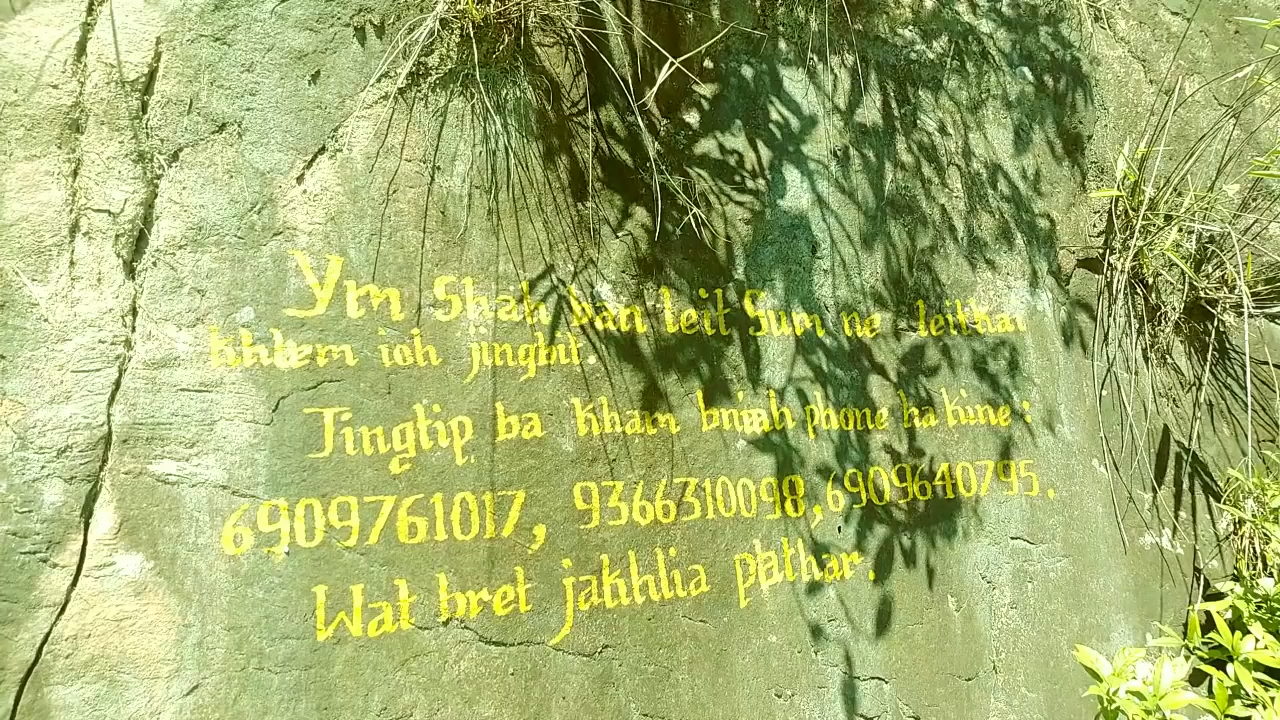 Ym Shah ban leit Sum ne leitkai
khlem ioh jingbit.
Jingtip ba kham bniah phone ha kine :
6909761017, 9366310098, 6909640795.
Wat bret jakhlia pathar.